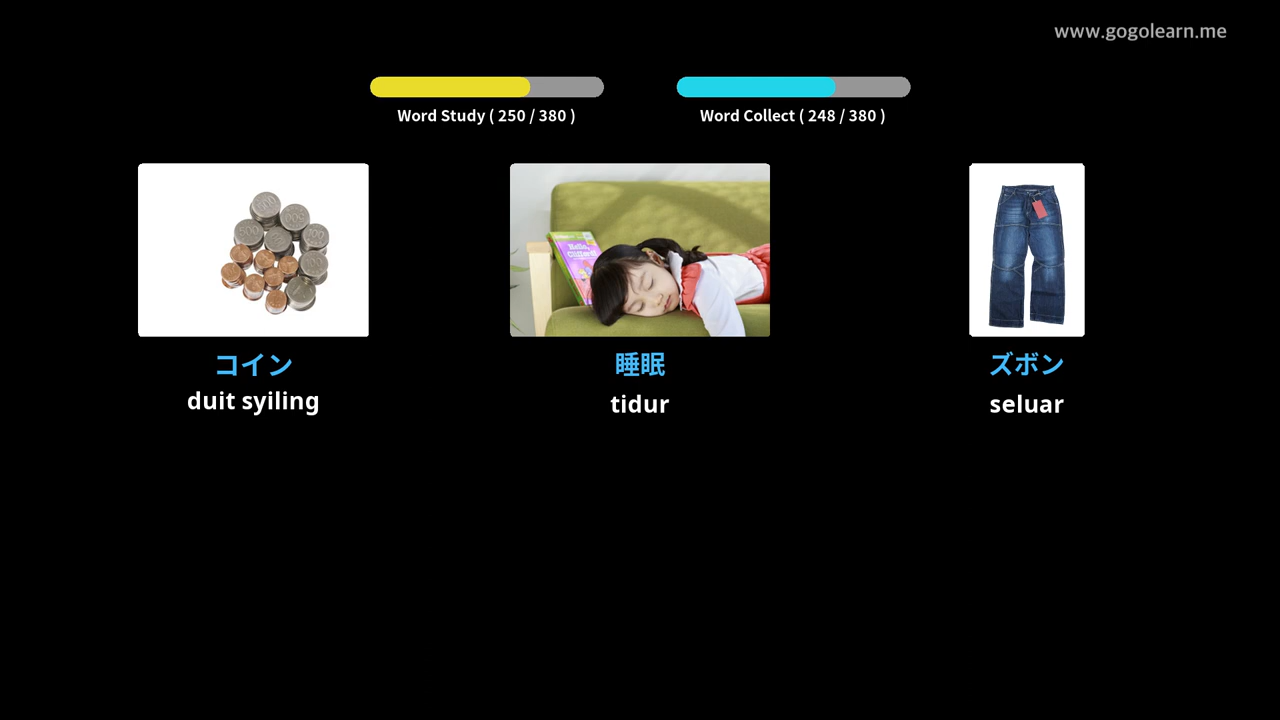 www.gogolearn.me
Word Study ( 250 / 380 )
Word Collect ( 248 / 380 )
コイン
睡眠
ズボン
duit syiling
tidur
seluar